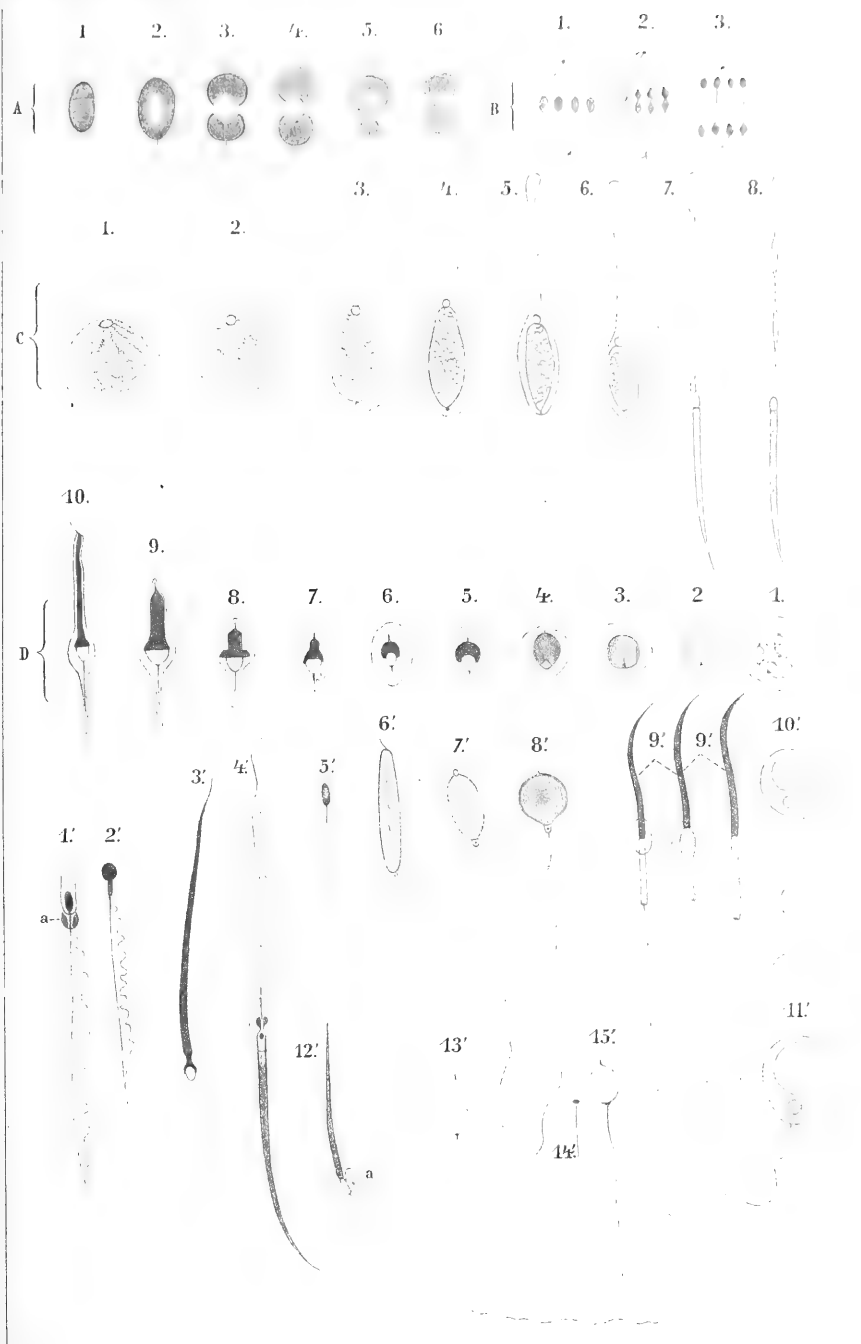 1 2. 3. 4. 5. 6 1. 2. 3.
A B
3. 4. 5. 6. 7. 8.
1. 2.
C
10.
9.
8. 7. 6. 5. 4. 3. 2 1.
D
6.' 7.' 8.' 9.' 9.' 10.'
3.' 4.' 5.'
1.' 2.'
a
11.'
12.' 13' 15.'
14.'
a